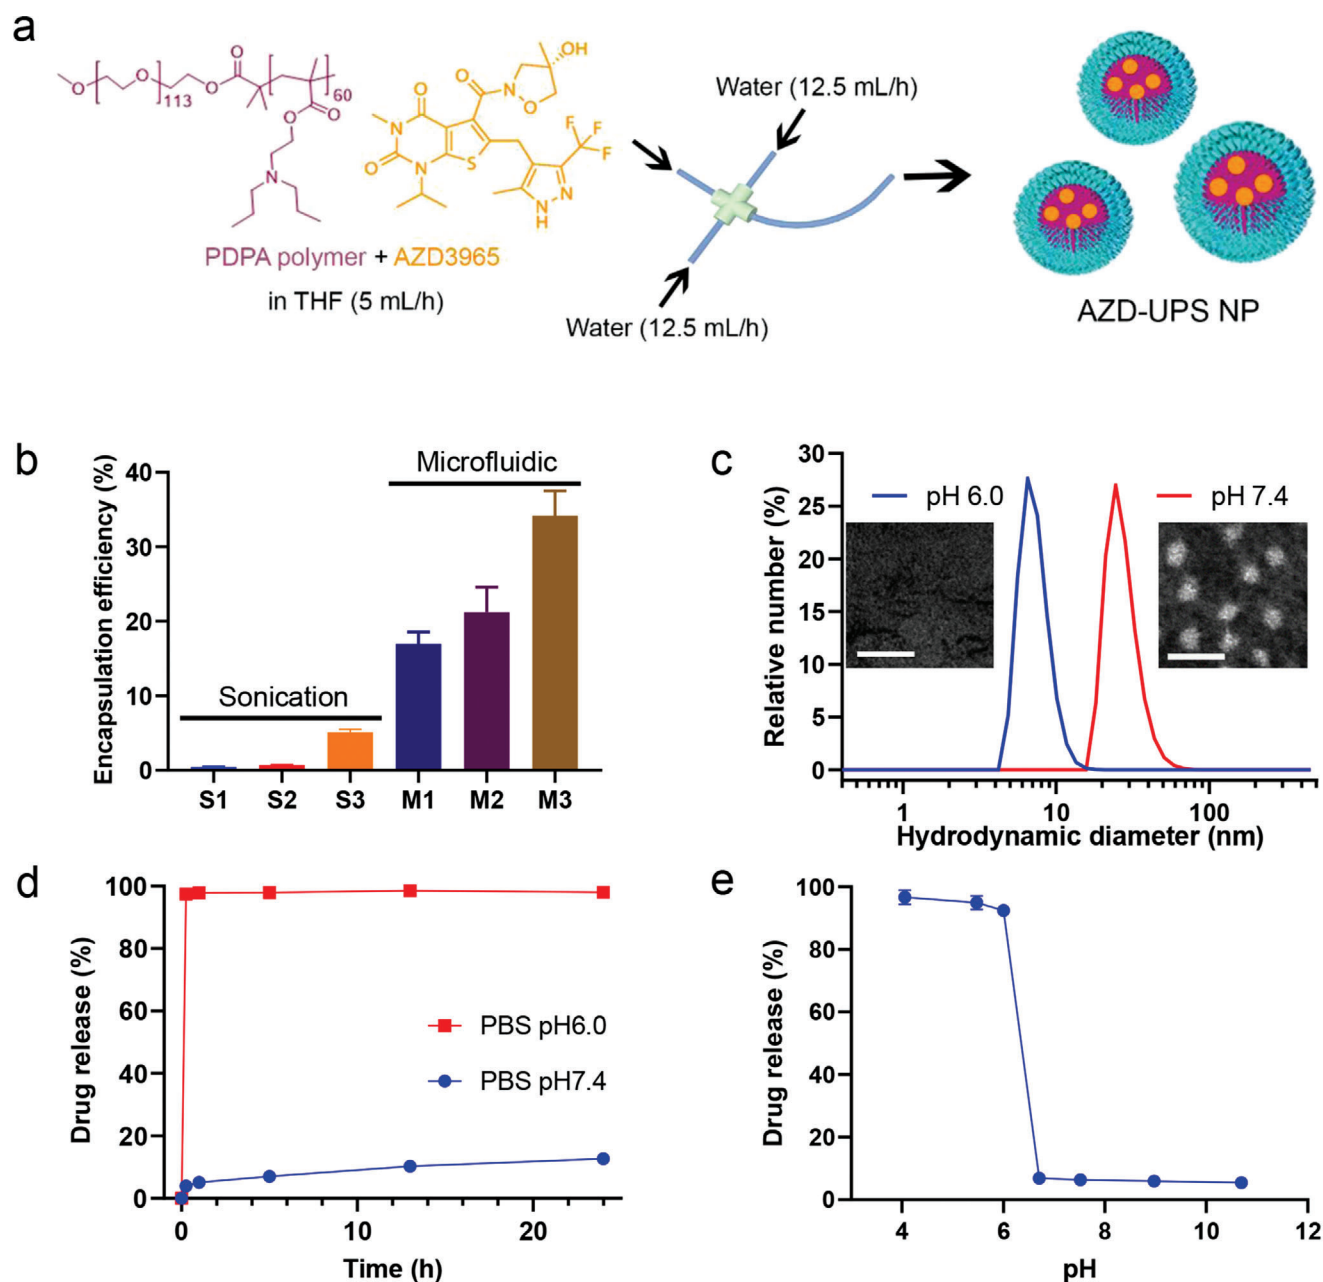 a
O
O
O
O
113
60
O
O
N
OH
O
N
O
O
N
O
N
S
F
F
F
N
N
H
PDPA polymer + AZD3965
in THF (5 mL/h)
Water (12.5 mL/h)
Water (12.5 mL/h)
AZD-UPS NP
b
Encapsulation efficiency (%)
40
30
20
10
0
Sonication
Microfluidic
S1 S2 S3 M1 M2 M3
c
Relative number (%)
30
25
20
15
10
5
0
pH 6.0
pH 7.4
1 10 100
Hydrodynamic diameter (nm)
d
Drug release (%)
100
80
60
40
20
0
PBS pH6.0
PBS pH7.4
0 10 20
Time (h)
e
Drug release (%)
100
80
60
40
20
0
4 6 8 10 12
pH